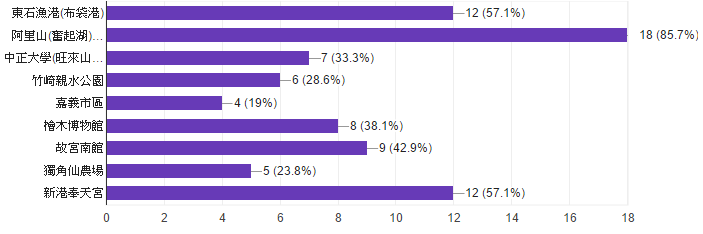 東石漁港(布袋港) 12 (57.1%)
阿里山(奮起湖)... 18 (85.7%)
中正大學(旺來山... 7 (33.3%)
竹崎親水公園 6 (28.6%)
嘉義市區 4 (19%)
檜木博物館 8 (38.1%)
故宮南館 9 (42.9%)
獨角仙農場 5 (23.8%)
新港奉天宮 12 (57.1%)
0 2 4 6 8 10 12 14 16 18